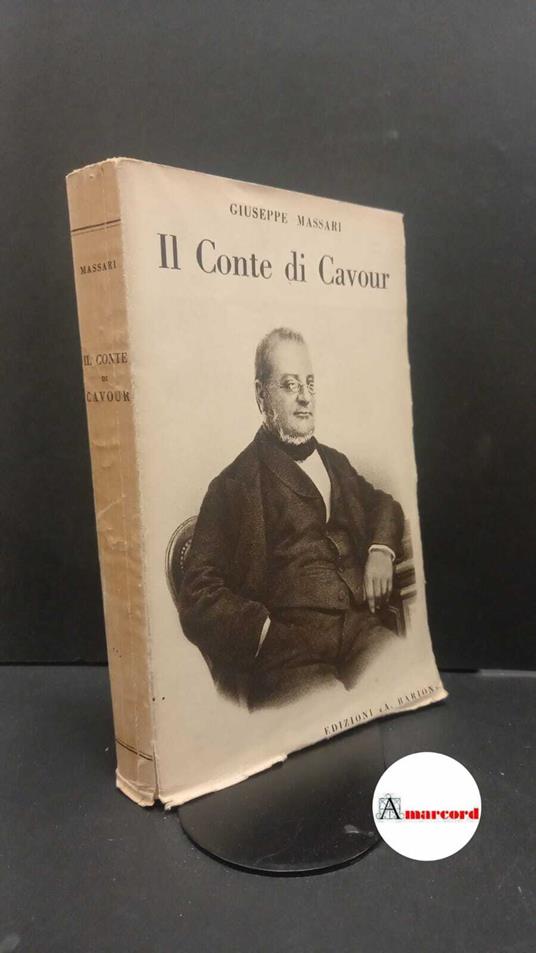 GIUSEPPE MASSARI
Il Conte di Cavour
EDIZIONI «A. BARION»
MASSARI
IL CONTE
DI
CAVOUR
Amarcord